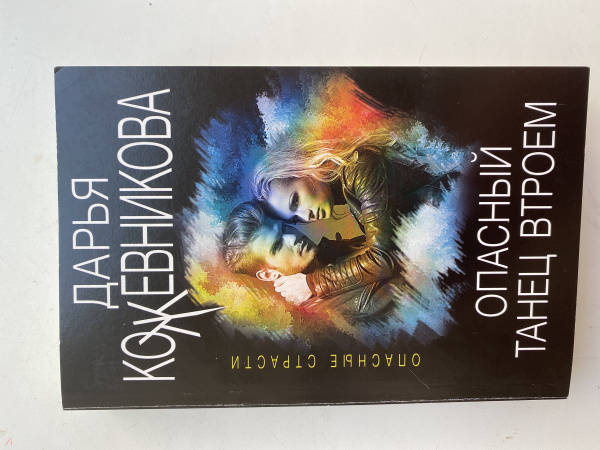 ДАРЬЯ
КОЖЕВНИКОВА
ОПАСНЫЕ СТРАСТИ
ОПАСНЫЙ
ТАНЕЦ ВТРОЕМ